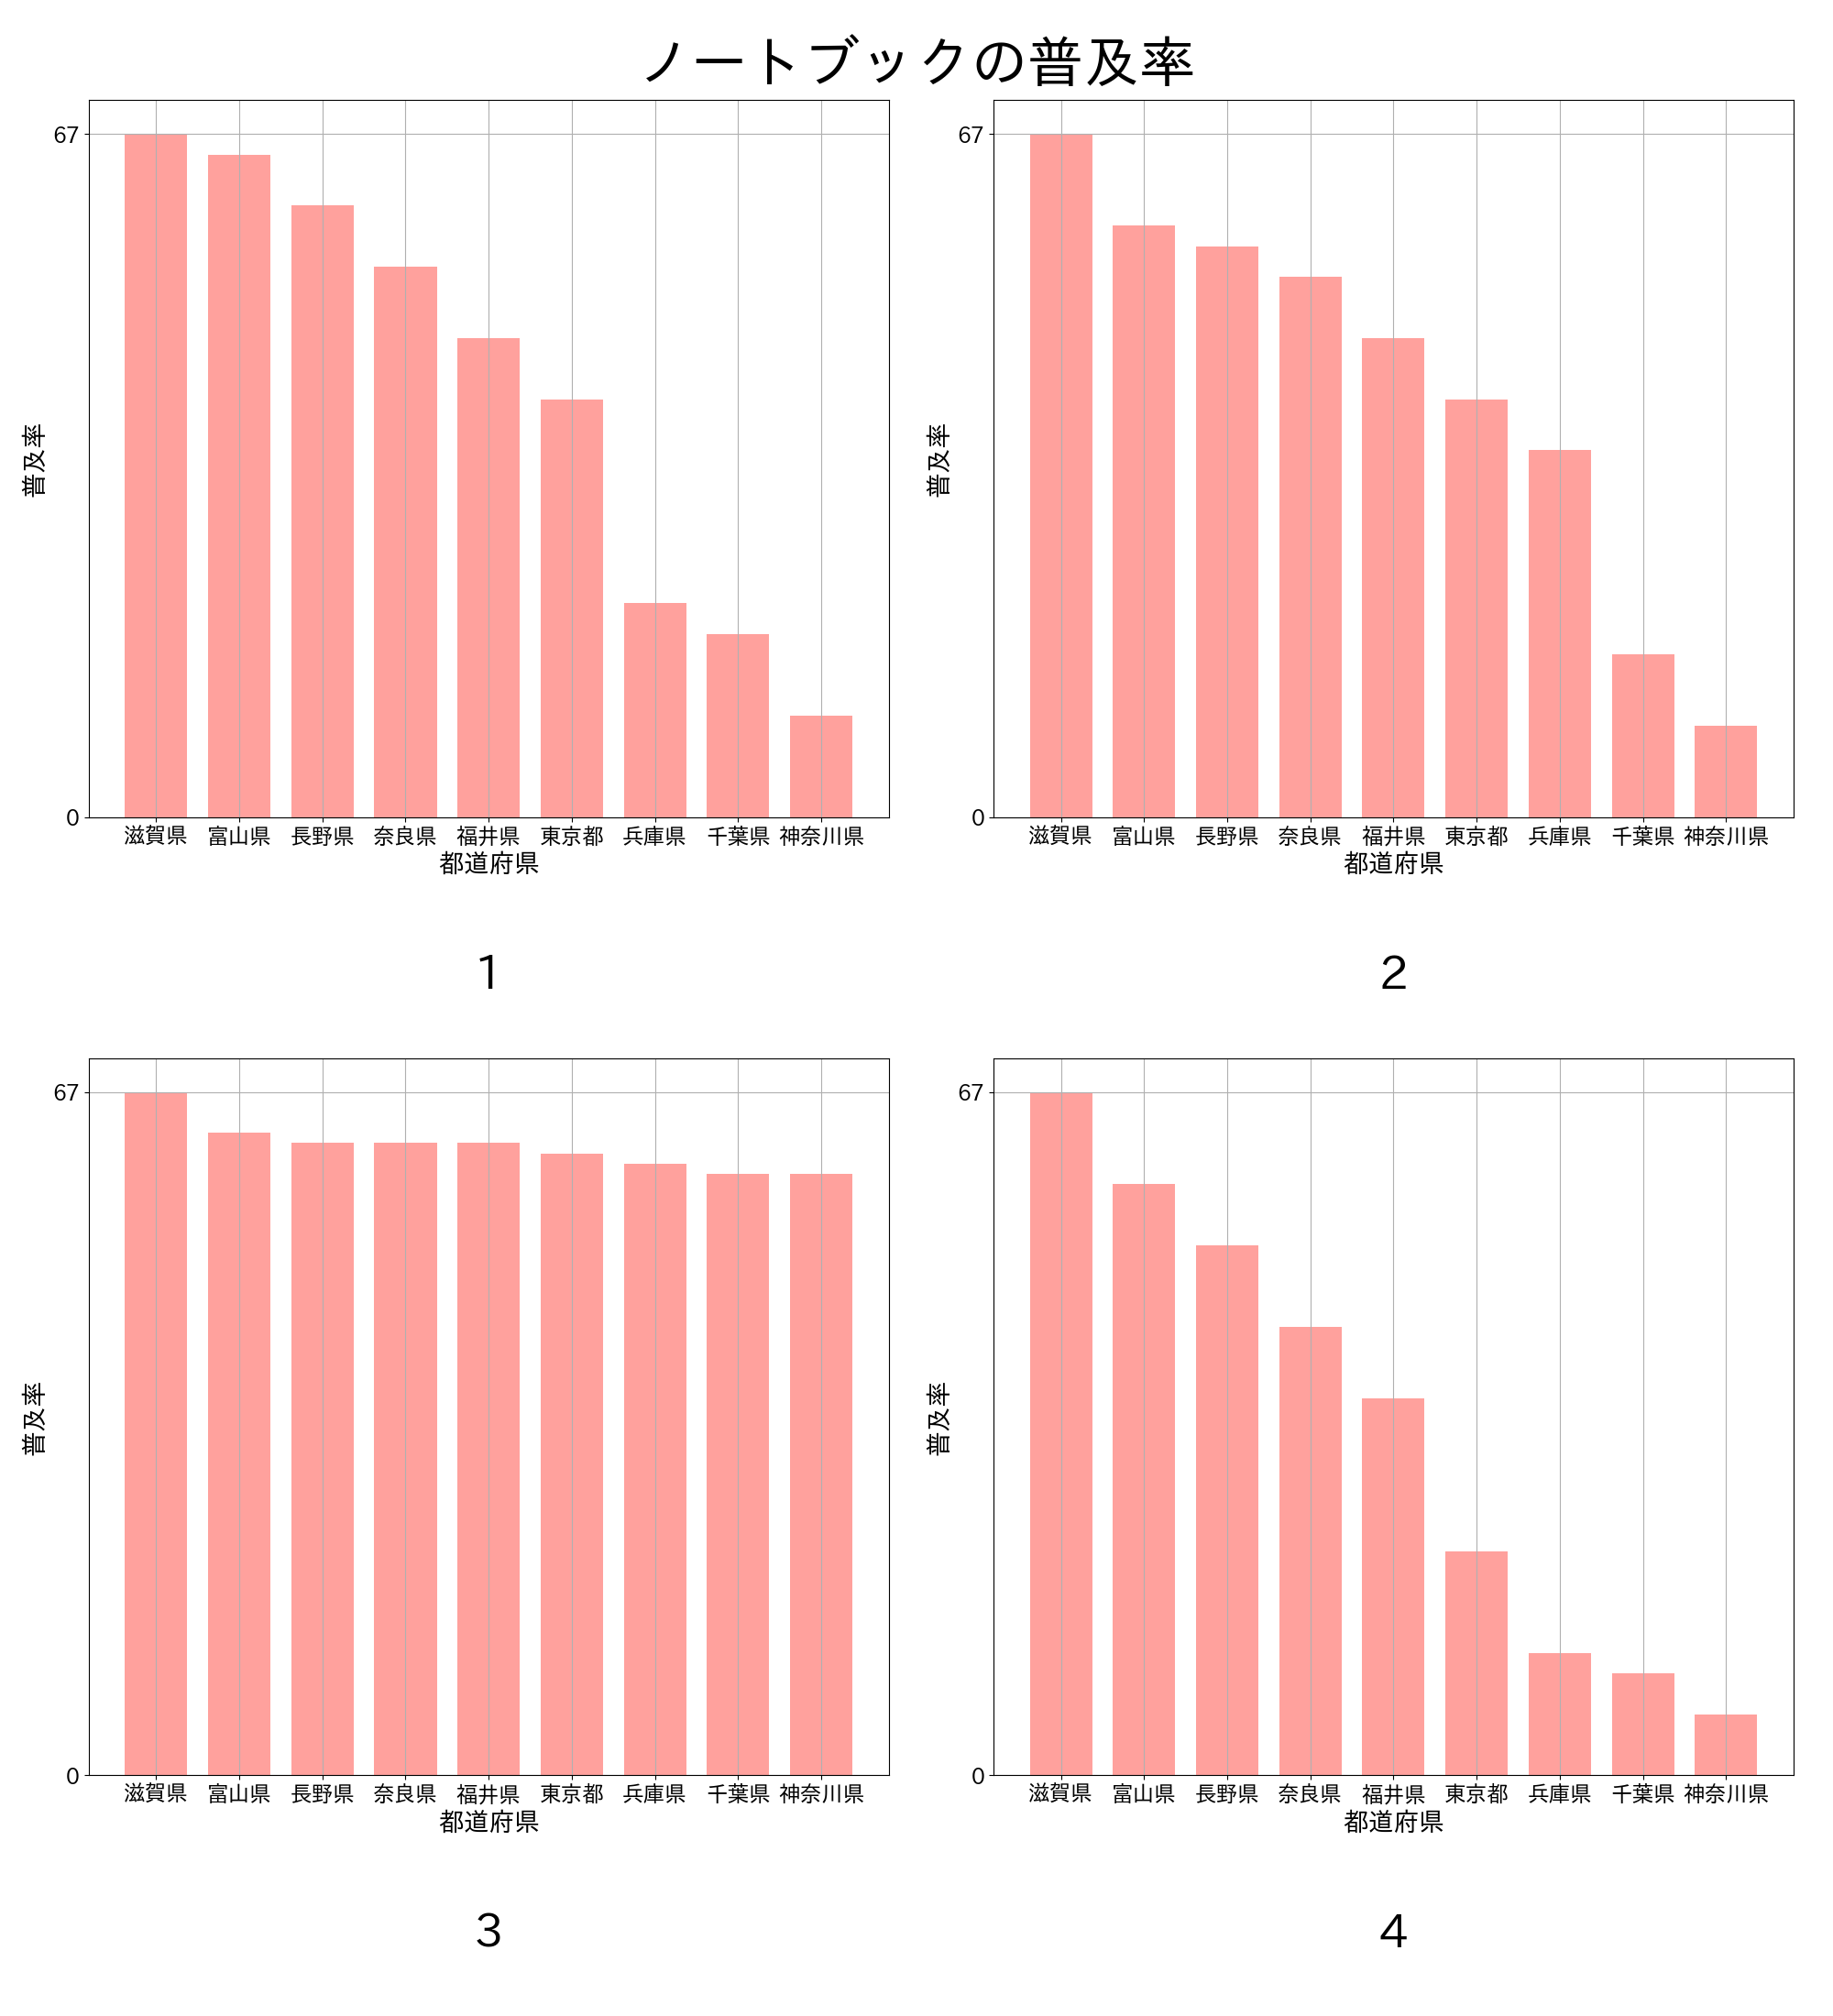 ノートブックの普及率
67
普及率
0
滋賀県 富山県 長野県 奈良県 福井県 東京都 兵庫県 千葉県 神奈川県
都道府県
1
67
普及率
0
滋賀県 富山県 長野県 奈良県 福井県 東京都 兵庫県 千葉県 神奈川県
都道府県
2
67
普及率
0
滋賀県 富山県 長野県 奈良県 福井県 東京都 兵庫県 千葉県 神奈川県
都道府県
3
67
普及率
0
滋賀県 富山県 長野県 奈良県 福井県 東京都 兵庫県 千葉県 神奈川県
都道府県
4